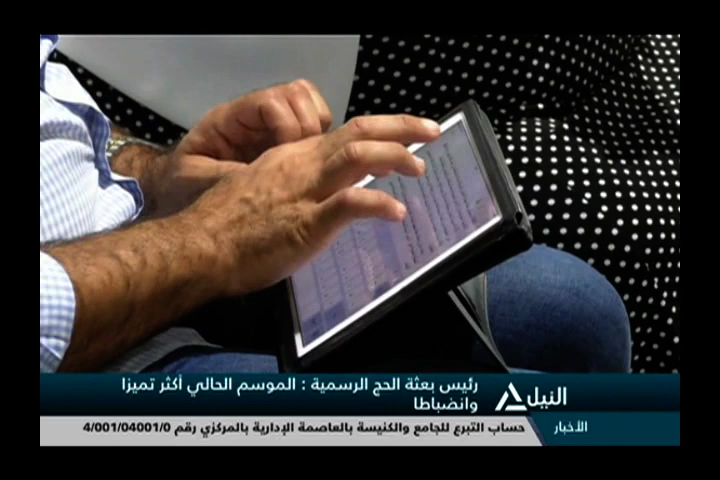 رئيس بعثة الحج الرسمية : الموسم الحالي أكثر تميزا
وانضباطا
النيل
الأخبار
حساب التبرع للجامع والكنيسة بالعاصمة الإدارية بالمركزي رقم 4/001/04001/0